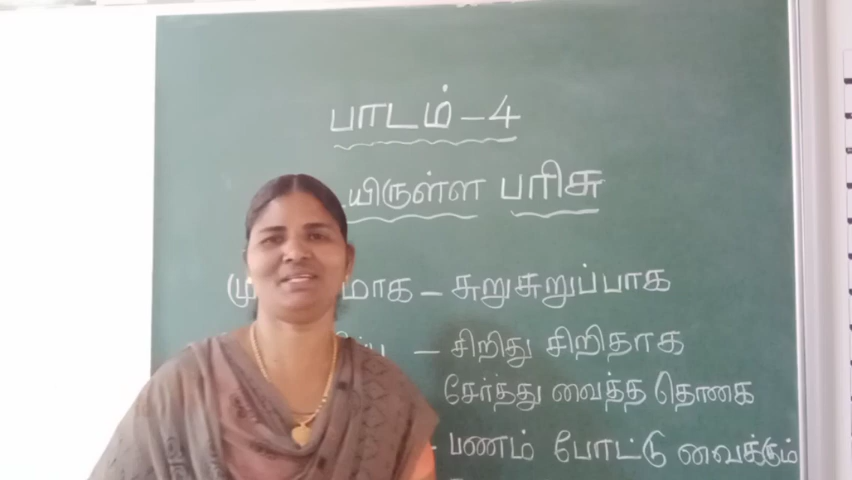 பாடம் - 4
பரிசு
– சுறுசுறுப்பாக
– சிறிது சிறிதாக
சேர்த்து வைத்த தொகை
- பணம் போட்டு வைக்கும்